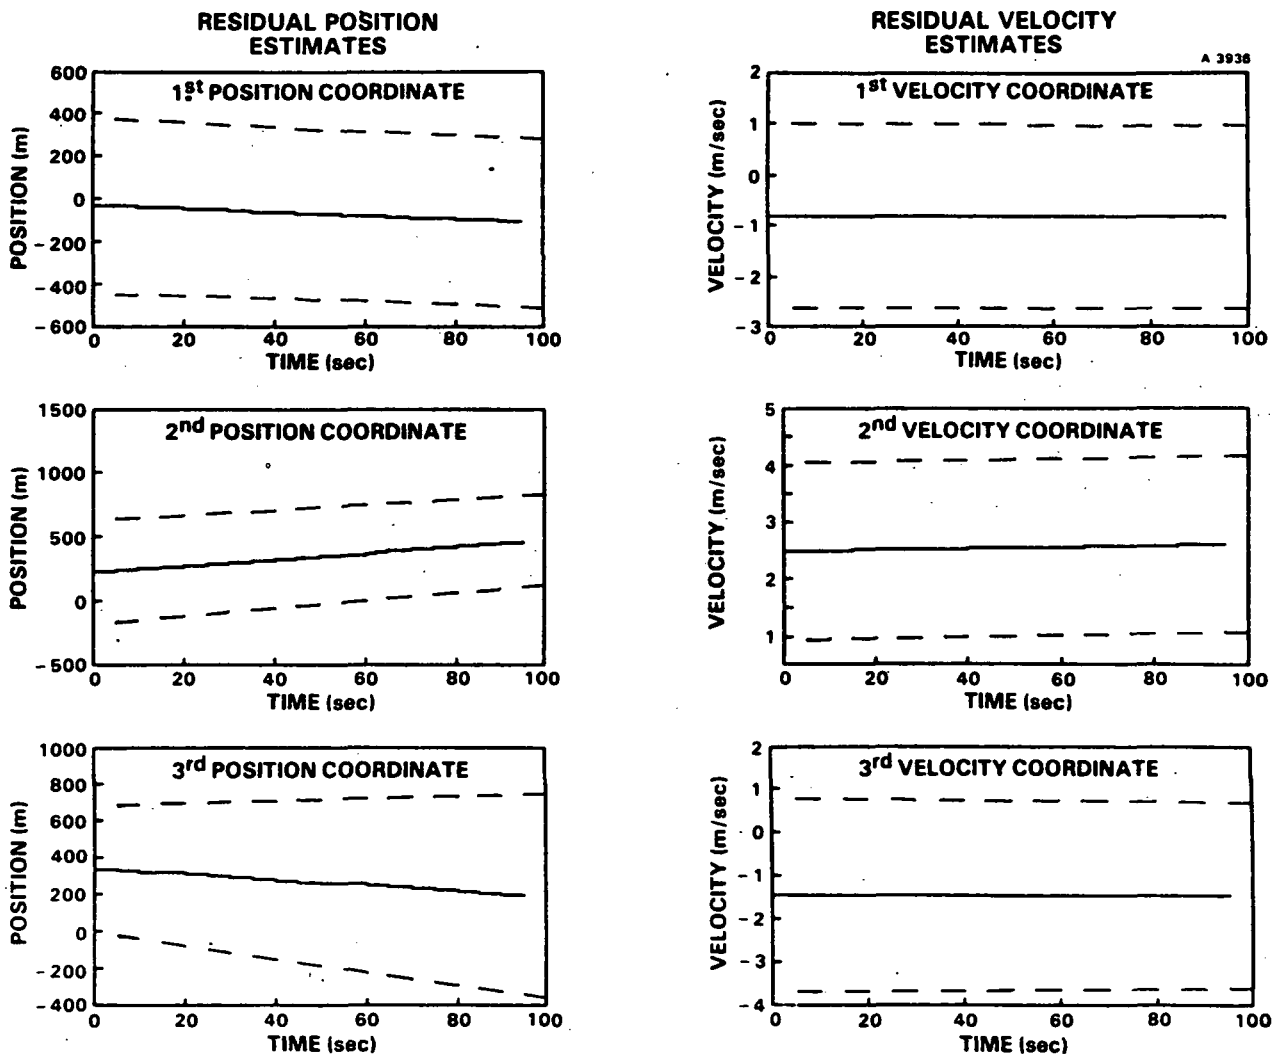 RESIDUAL POSITION
ESTIMATES
600
400
200
0
-200
-400
-600
POSITION (m)
1st POSITION COORDINATE
0 20 40 60 80 100
TIME (sec)
1500
1000
500
0
-500
POSITION (m)
2nd POSITION COORDINATE
0 20 40 60 80 100
TIME (sec)
1000
800
600
400
200
0
-200
-400
POSITION (m)
3rd POSITION COORDINATE
0 20 40 60 80 100
TIME (sec)
RESIDUAL VELOCITY
ESTIMATES
A 3938
2
1
0
-1
-2
-3
VELOCITY (m/sec)
1st VELOCITY COORDINATE
0 20 40 60 80 100
TIME (sec)
5
4
3
2
1
VELOCITY (m/sec)
2nd VELOCITY COORDINATE
0 20 40 60 80 100
TIME (sec)
2
1
0
-1
-2
-3
-4
VELOCITY (m/sec)
3rd VELOCITY COORDINATE
0 20 40 60 80 100
TIME (sec)